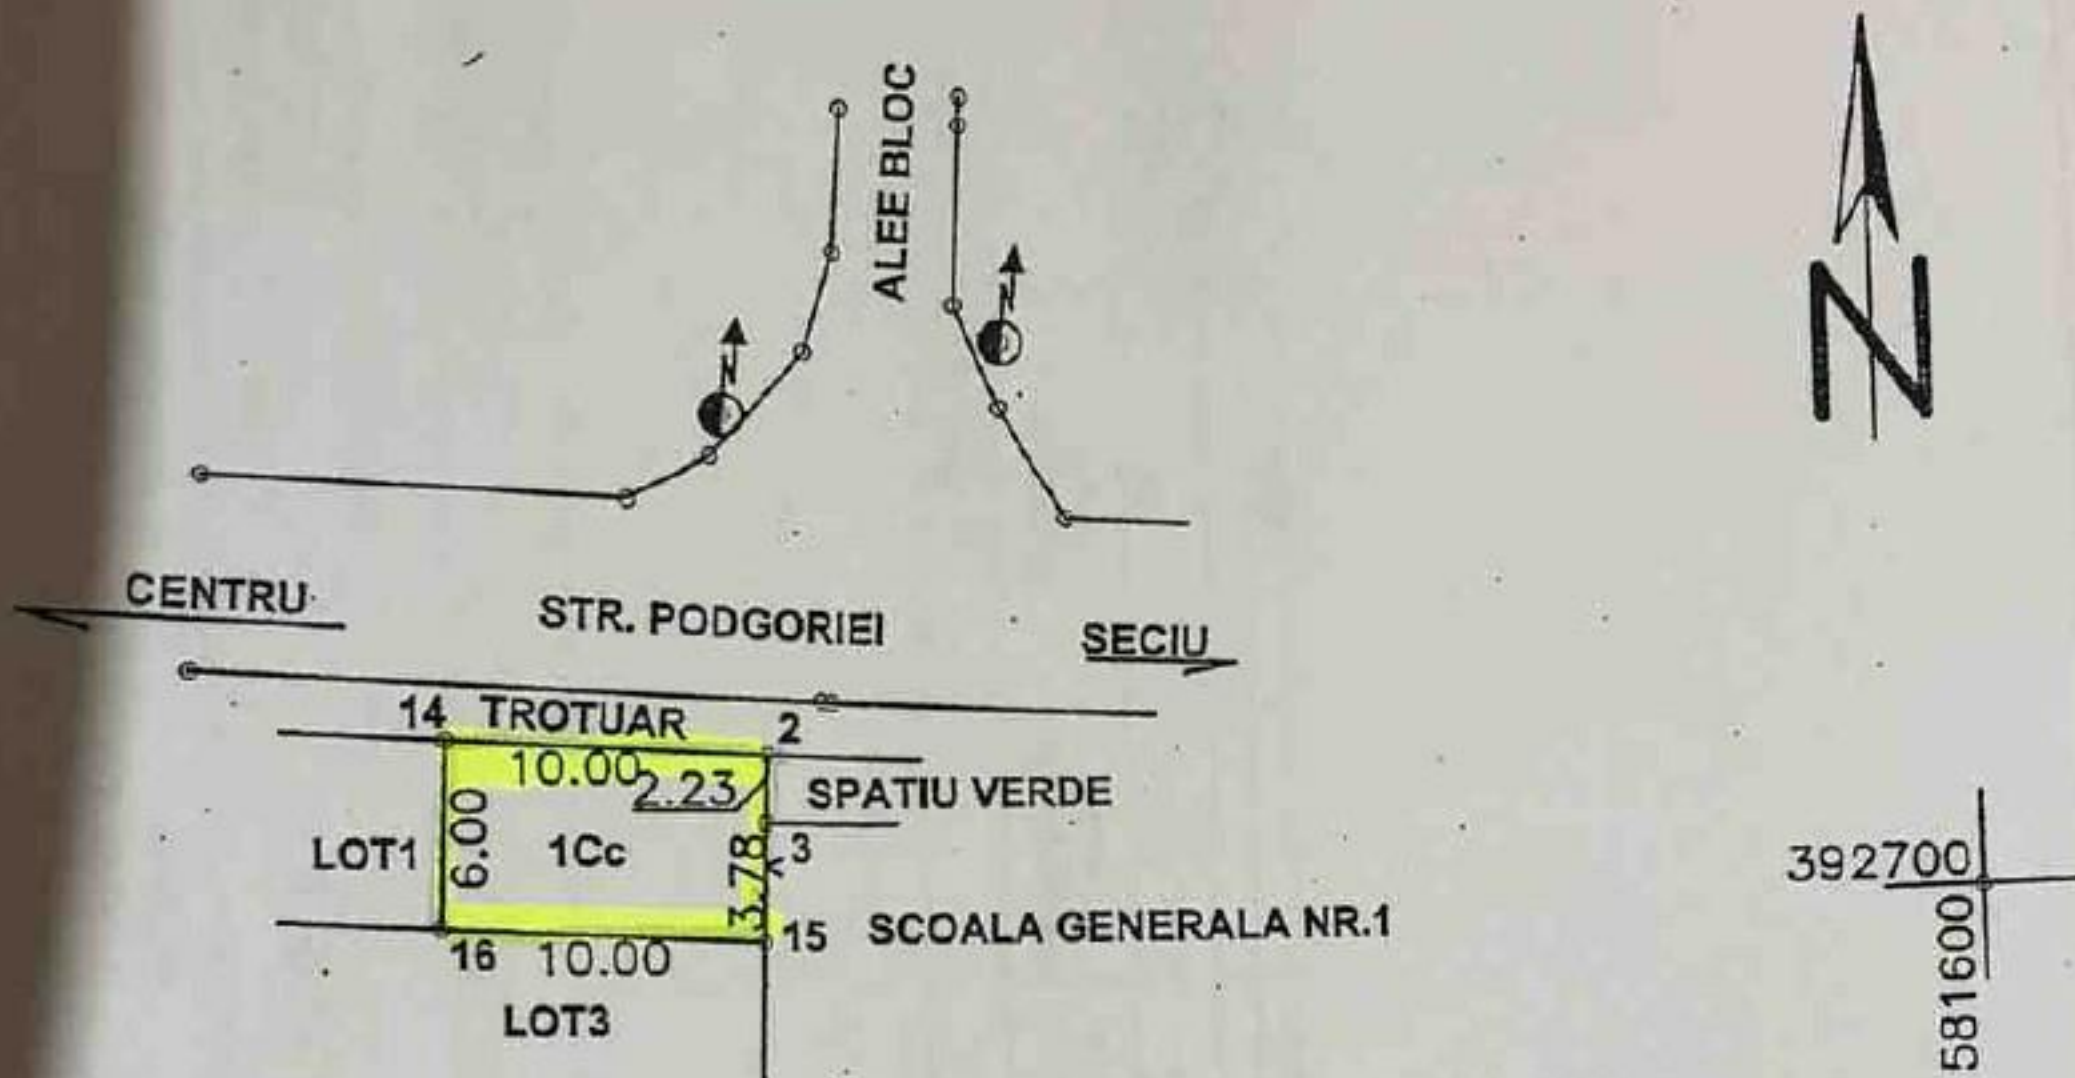 ALEE BLOC
N
N
N
CENTRU
STR. PODGORIEI
SECIU
14 TROTUAR 2
10.00
2.23
SPATIU VERDE
LOT1
6.00
1Cc
3.78
3
392700
581600
15
SCOALA GENERALA NR.1
16
10.00
LOT3